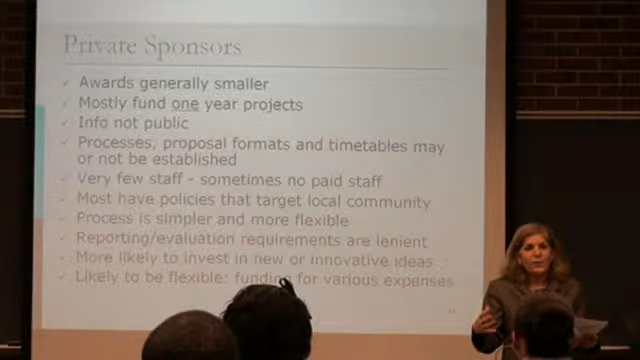 Private Sponsors
✓ Awards generally smaller
✓ Mostly fund one year projects
✓ Info not public
✓ Processes, proposal formats and timetables may
or not be established
✓ Very few staff - sometimes no paid staff
✓ Most have policies that target local community
✓ Process is simpler and more flexible
✓ Reporting/evaluation requirements are lenient
✓ More likely to invest in new or innovative ideas
✓ Likely to be flexible: funding for various expenses